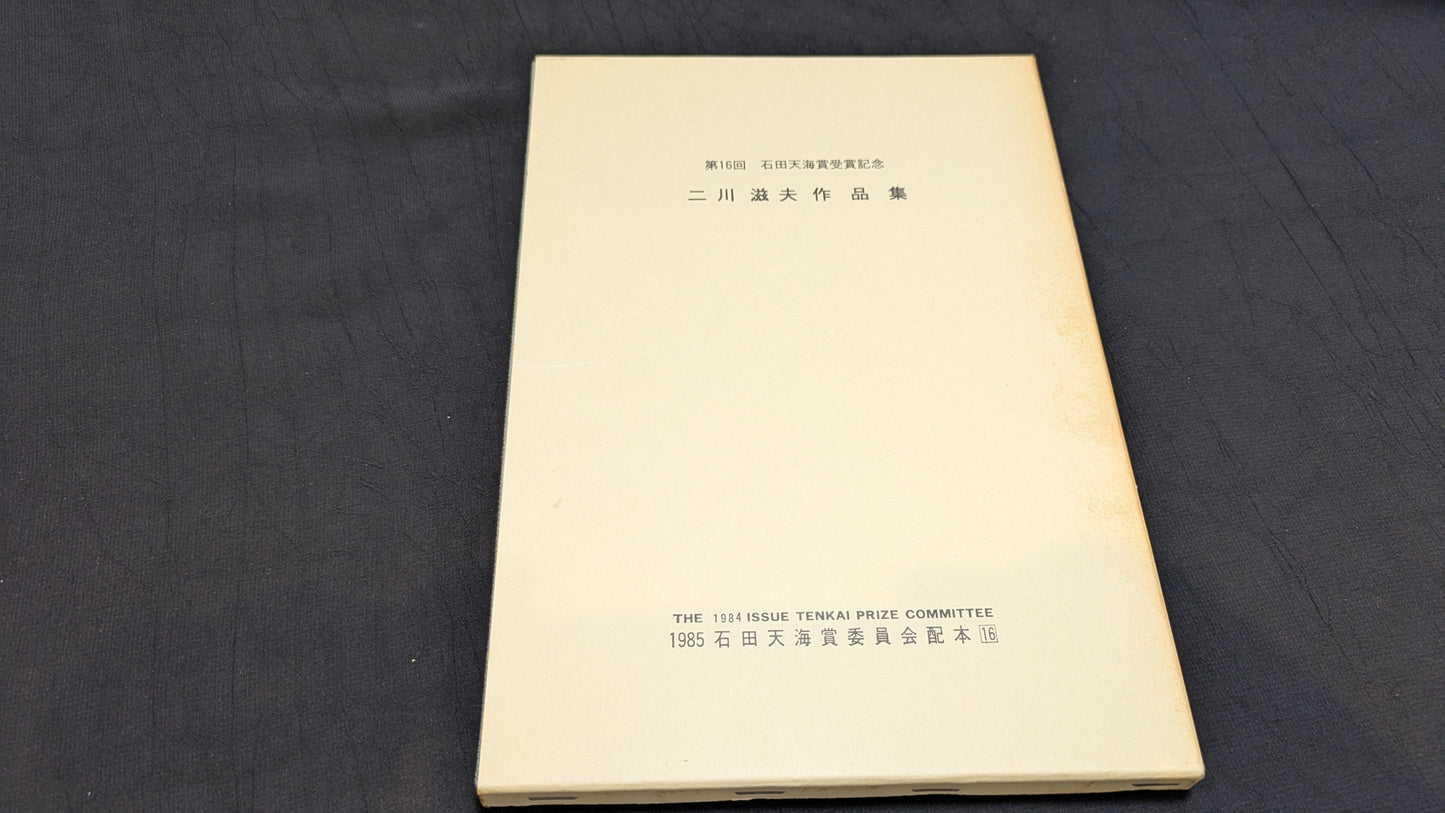 第16回 石田天海賞受賞記念
二川滋夫作品集
THE 1984 ISSUE TENKAI PRIZE COMMITTEE
1985 石田天海賞委員会配本 16